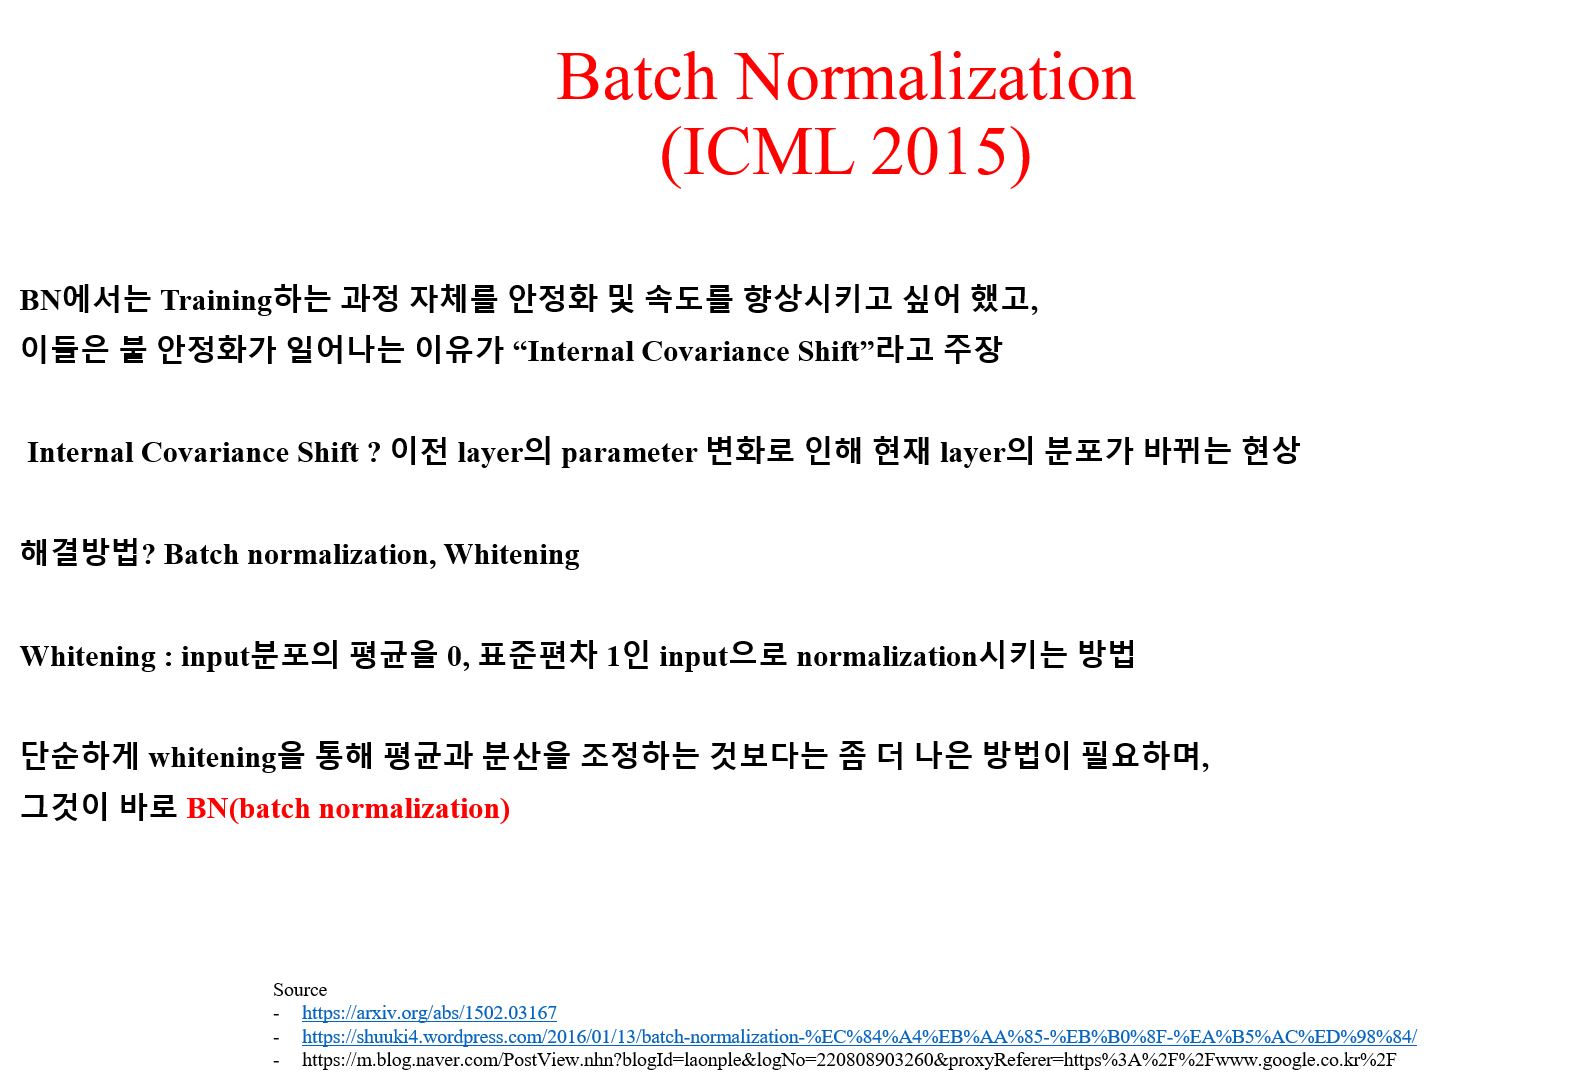 Batch Normalization
(ICML 2015)
BN에서는 Training하는 과정 자체를 안정화 및 속도를 향상시키고 싶어 했고,
이들은 불 안정화가 일어나는 이유가 “Internal Covariance Shift”라고 주장
Internal Covariance Shift ? 이전 layer의 parameter 변화로 인해 현재 layer의 분포가 바뀌는 현상
해결방법? Batch normalization, Whitening
Whitening : input분포의 평균을 0, 표준편차 1인 input으로 normalization시키는 방법
단순하게 whitening을 통해 평균과 분산을 조정하는 것보다는 좀 더 나은 방법이 필요하며,
그것이 바로 BN(batch normalization)
Source
- https://arxiv.org/abs/1502.03167
- https://shuuki4.wordpress.com/2016/01/13/batch-normalization-%EC%84%A4%EB%AA%85-%EB%B0%8F-%EA%B5%AC%ED%98%84/
- https://m.blog.naver.com/PostView.nhn?blogId=laonple&logNo=220808903260&proxyReferer=https%3A%2F%2Fwww.google.co.kr%2F